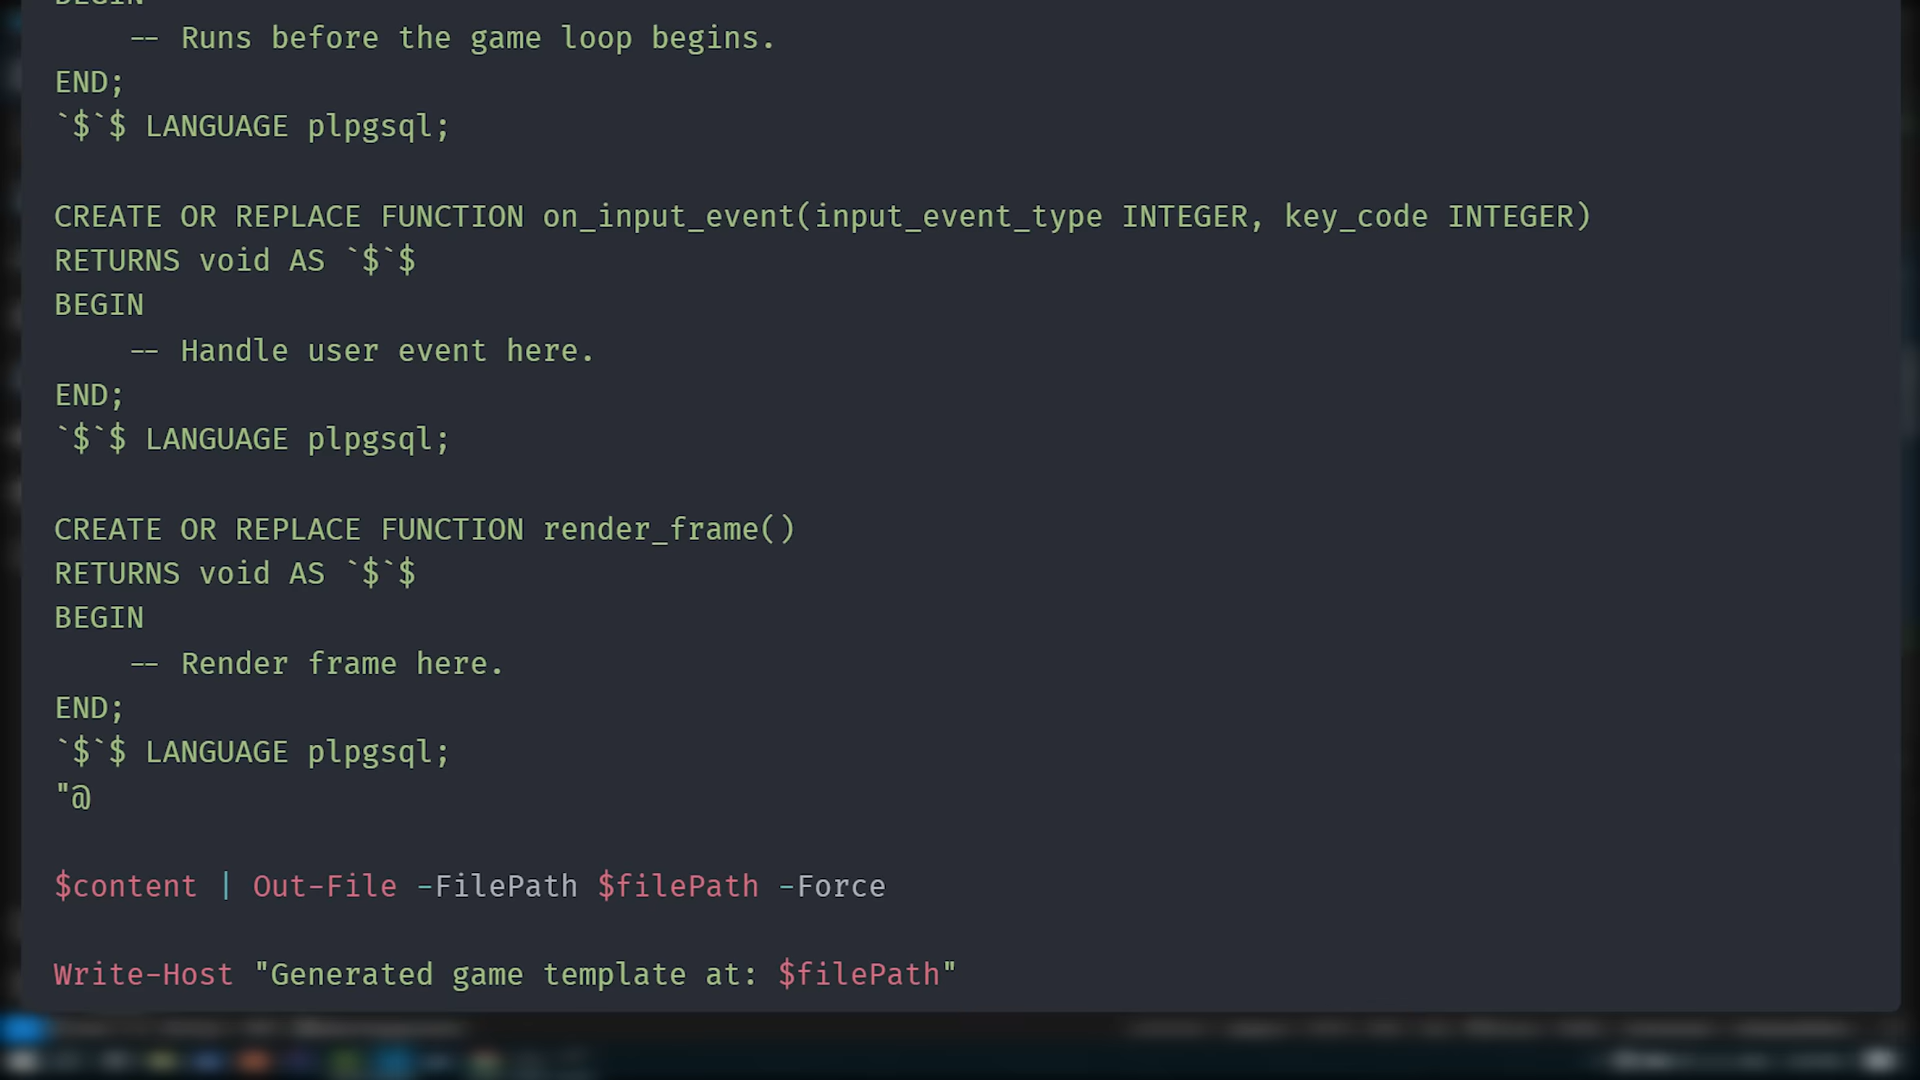 BEGIN
    -- Runs before the game loop begins.
END;
`$`$ LANGUAGE plpgsql;

CREATE OR REPLACE FUNCTION on_input_event(input_event_type INTEGER, key_code INTEGER)
RETURNS void AS `$`$
BEGIN
    -- Handle user event here.
END;
`$`$ LANGUAGE plpgsql;

CREATE OR REPLACE FUNCTION render_frame()
RETURNS void AS `$`$
BEGIN
    -- Render frame here.
END;
`$`$ LANGUAGE plpgsql;
"@

$content | Out-File -FilePath $filePath -Force

Write-Host "Generated game template at: $filePath"